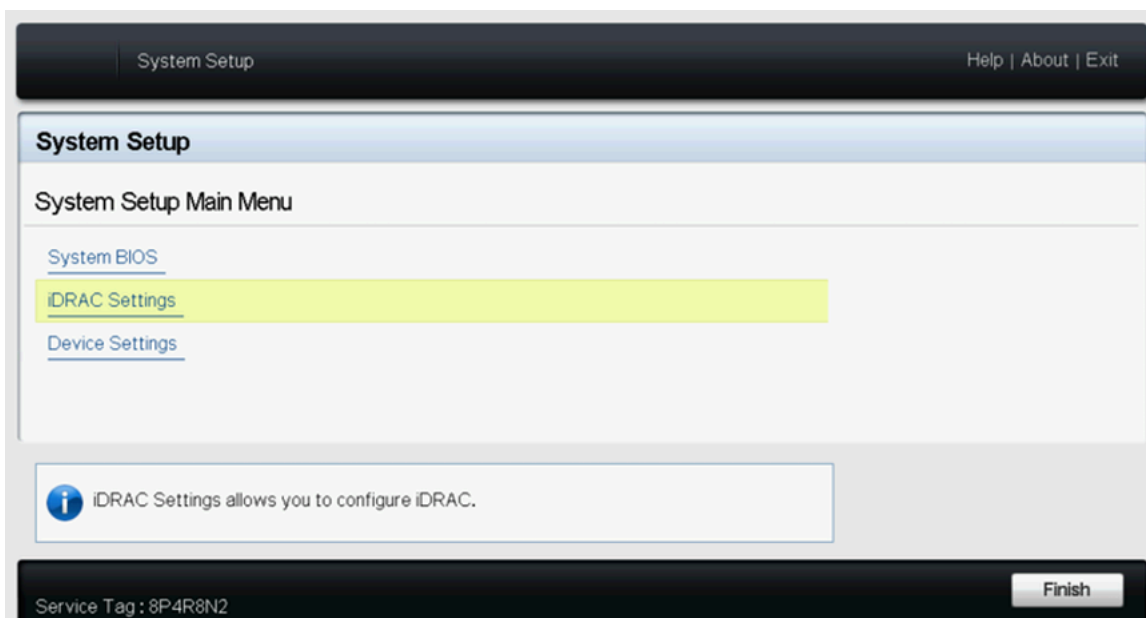 System Setup
Help | About | Exit
System Setup
System Setup Main Menu
System BIOS
iDRAC Settings
Device Settings
iDRAC Settings allows you to configure iDRAC.
Service Tag : 8P4R8N2
Finish